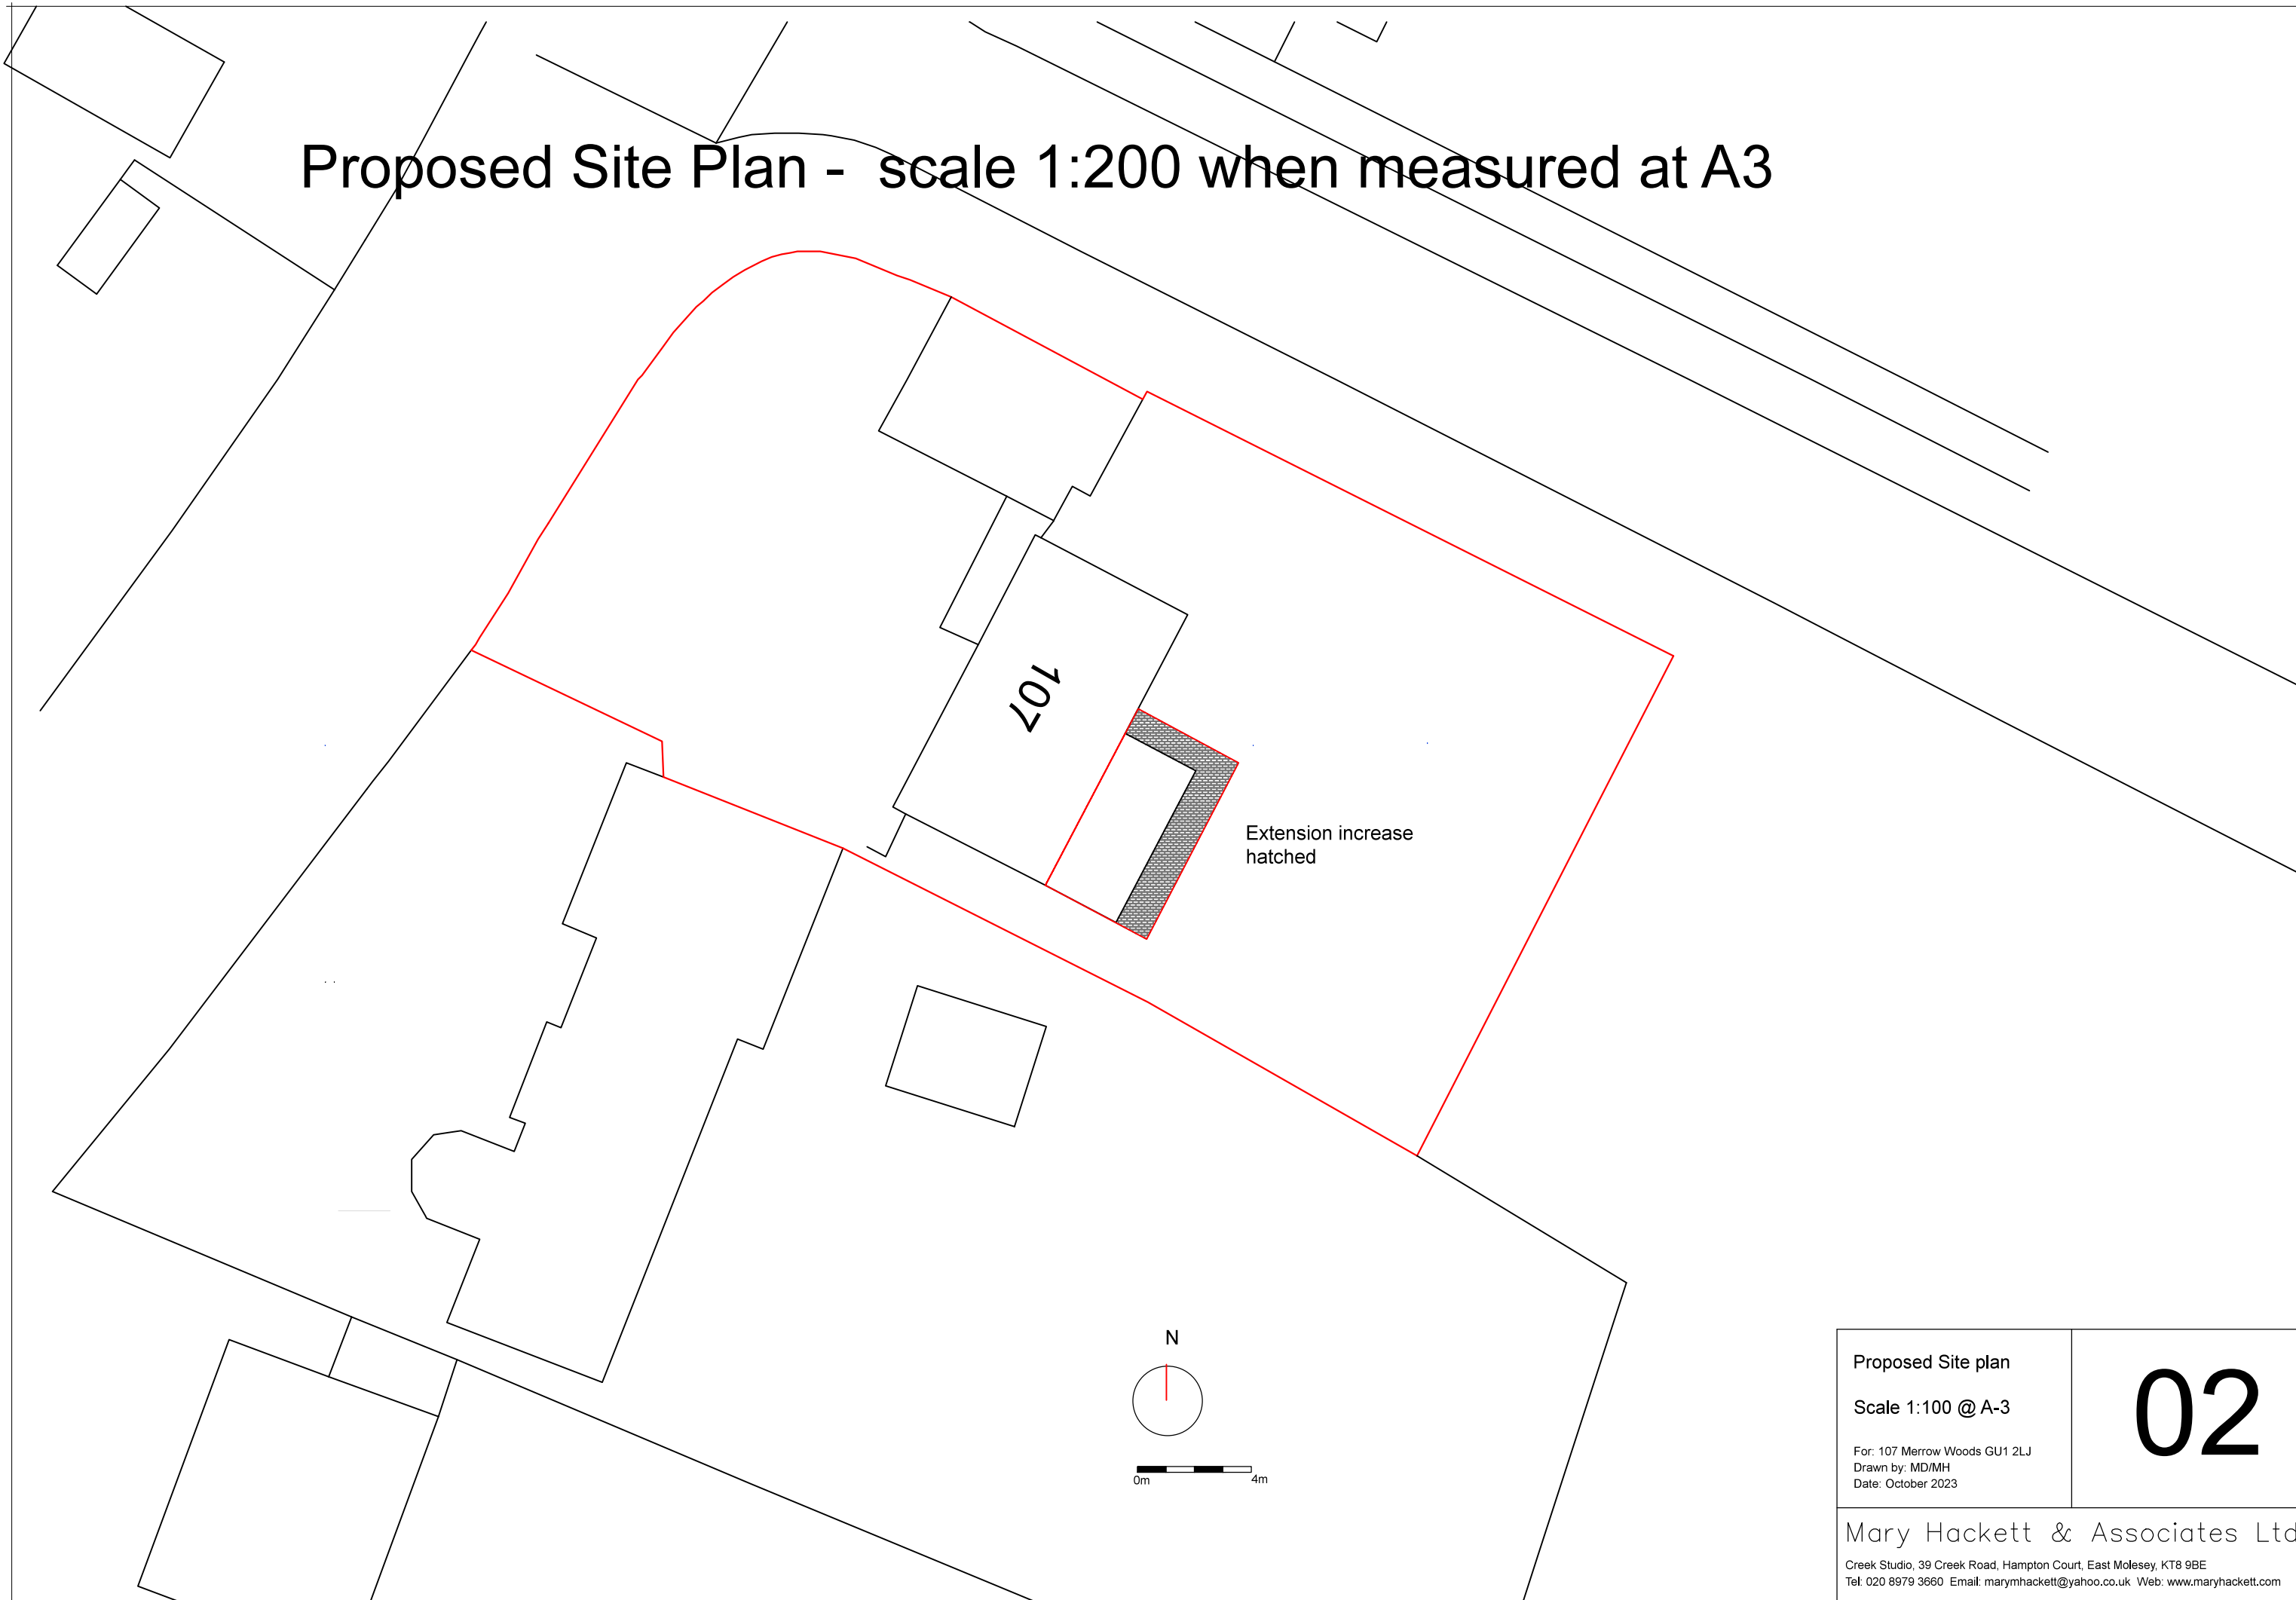 Proposed Site Plan -  scale 1:200 when measured at A3
107
Extension increase
hatched
N
0m
4m
Proposed Site plan
Scale 1:100 @ A-3
For: 107 Merrow Woods GU1 2LJ
Drawn by: MD/MH
Date: October 2023
02
Mary Hackett & Associates Ltd
Creek Studio, 39 Creek Road, Hampton Court, East Molesey, KT8 9BE
Tel: 020 8979 3660  Email: marymhackett@yahoo.co.uk  Web: www.maryhackett.com